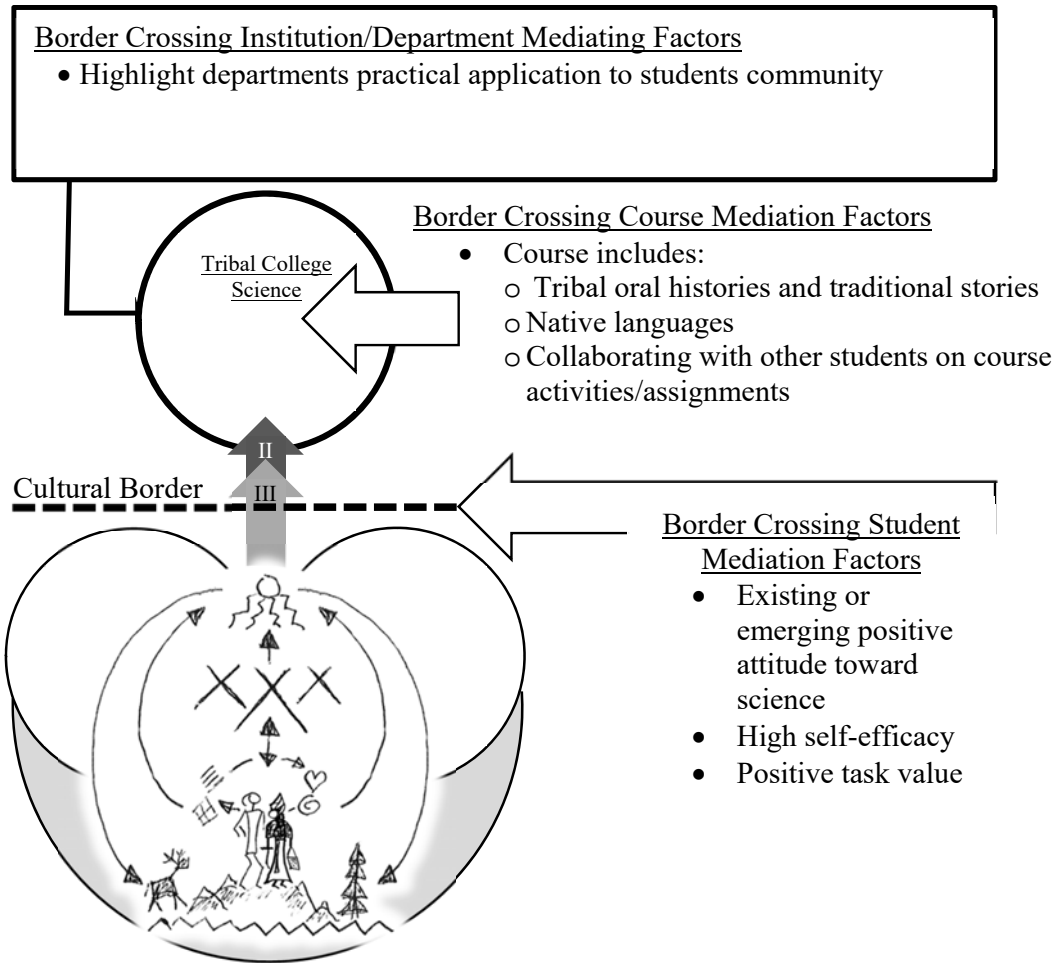 Border Crossing Institution/Department Mediating Factors
• Highlight departments practical application to students community
Border Crossing Course Mediation Factors
• Course includes:
o Tribal oral histories and traditional stories
o Native languages
o Collaborating with other students on course
activities/assignments
Tribal College
Science
II
III
Cultural Border
Border Crossing Student
Mediation Factors
• Existing or
emerging positive
attitude toward
science
• High self-efficacy
• Positive task value